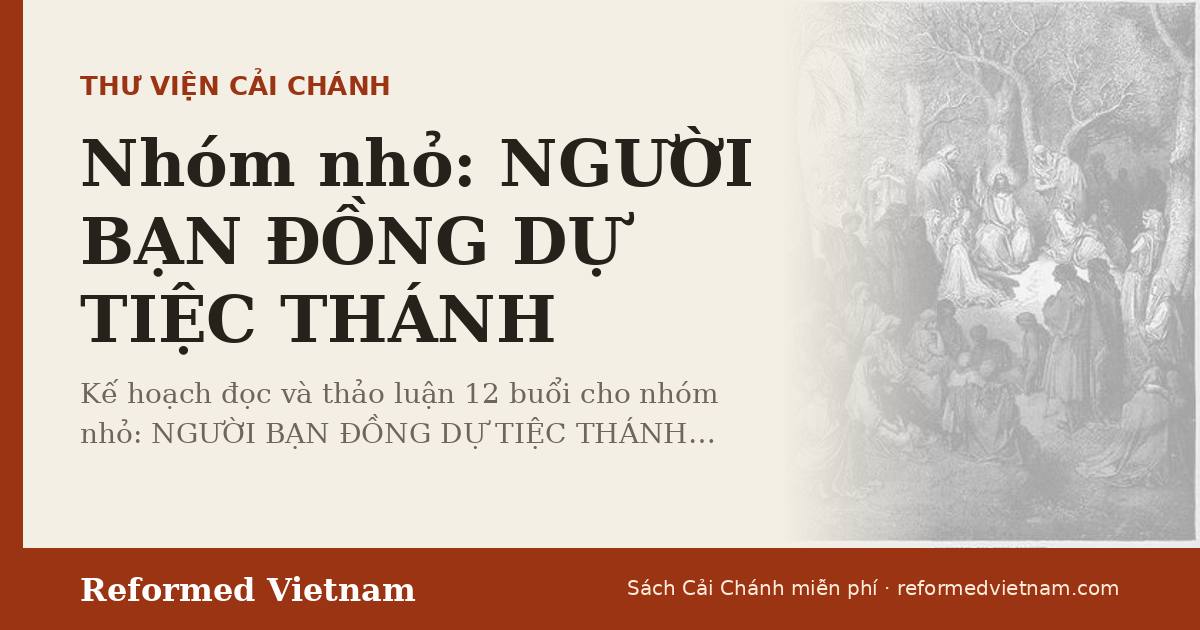 THƯ VIỆN CẢI CHÁNH
Nhóm nhỏ: NGƯỜI
BẠN ĐỒNG DỰ
TIỆC THÁNH
Kế hoạch đọc và thảo luận 12 buổi cho nhóm
nhỏ: NGƯỜI BẠN ĐỒNG DỰ TIỆC THÁNH...
Reformed Vietnam
Sách Cải Chánh miễn phí · reformedvietnam.com